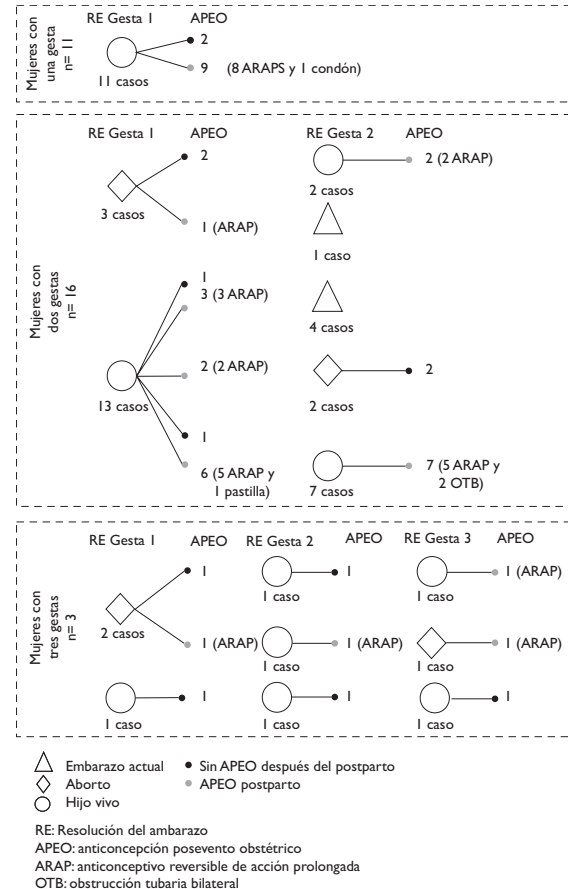 Mujeres con
una gesta
n= 11
RE Gesta 1 APEO
2
9 (8 ARAPS y 1 condón)
11 casos
Mujeres con
dos gestas
n= 16
RE Gesta 1 APEO RE Gesta 2 APEO
2
2 (2 ARAP)
3 casos
2 casos
1 (ARAP)
1 caso
1
3 (3 ARAP)
4 casos
2 (2 ARAP)
2
13 casos
2 casos
1
6 (5 ARAP y
1 pastilla)
7 (5 ARAP y
2 OTB)
7 casos
Mujeres con
tres gestas
n= 3
RE Gesta 1 APEO RE Gesta 2 APEO RE Gesta 3 APEO
1 1 1 (ARAP)
1 caso 1 caso
2 casos
1 (ARAP) 1 (ARAP) 1 (ARAP)
1 caso 1 caso
1 1 1
1 caso 1 caso 1 caso
Embarazo actual Sin APEO después del postparto
Aborto APEO postparto
Hijo vivo
RE: Resolución del ambarazo
APEO: anticoncepción posevento obstétrico
ARAP: anticonceptivo reversible de acción prolongada
OTB: obstrucción tubaria bilateral